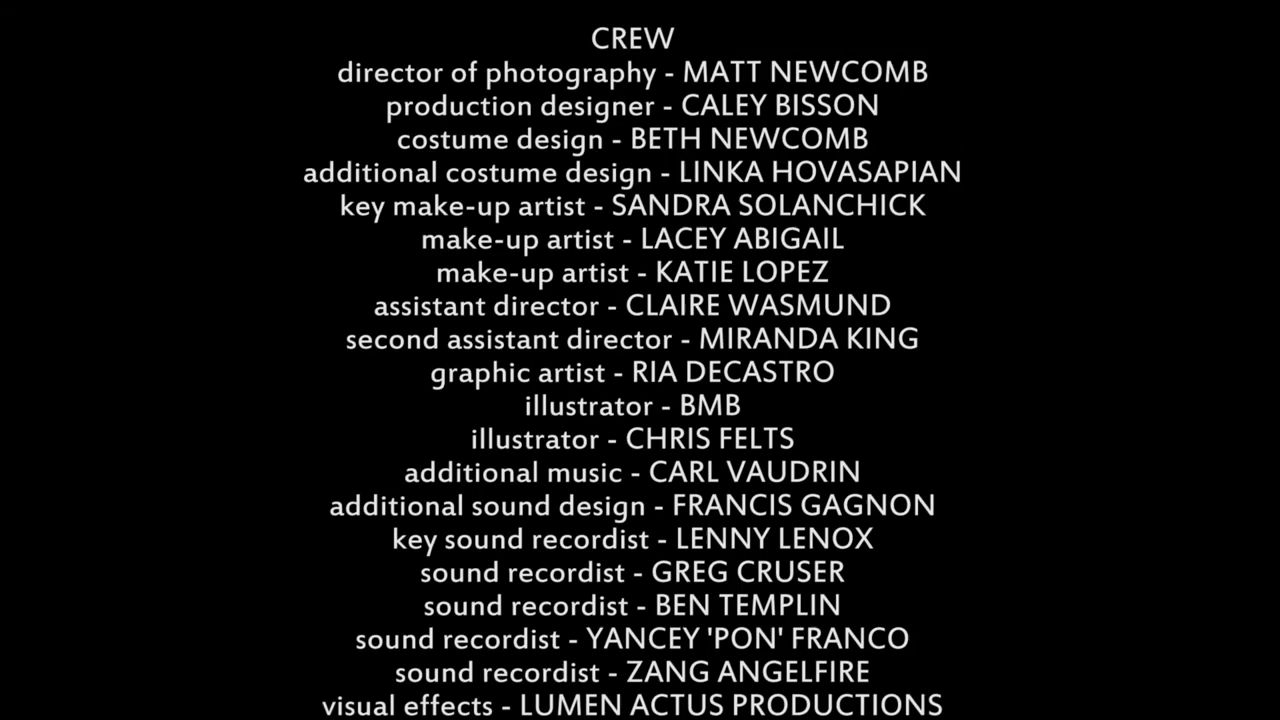 CREW
director of photography - MATT NEWCOMB
production designer - CALEY BISSON
costume design - BETH NEWCOMB
additional costume design - LINKA HOVASAPIAN
key make-up artist - SANDRA SOLANCHICK
make-up artist - LACEY ABIGAIL
make-up artist - KATIE LOPEZ
assistant director - CLAIRE WASMUND
second assistant director - MIRANDA KING
graphic artist - RIA DECASTRO
illustrator - BMB
illustrator - CHRIS FELTS
additional music - CARL VAUDRIN
additional sound design - FRANCIS GAGNON
key sound recordist - LENNY LENOX
sound recordist - GREG CRUSER
sound recordist - BEN TEMPLIN
sound recordist - YANCEY 'PON' FRANCO
sound recordist - ZANG ANGELFIRE
visual effects - LUMEN ACTUS PRODUCTIONS